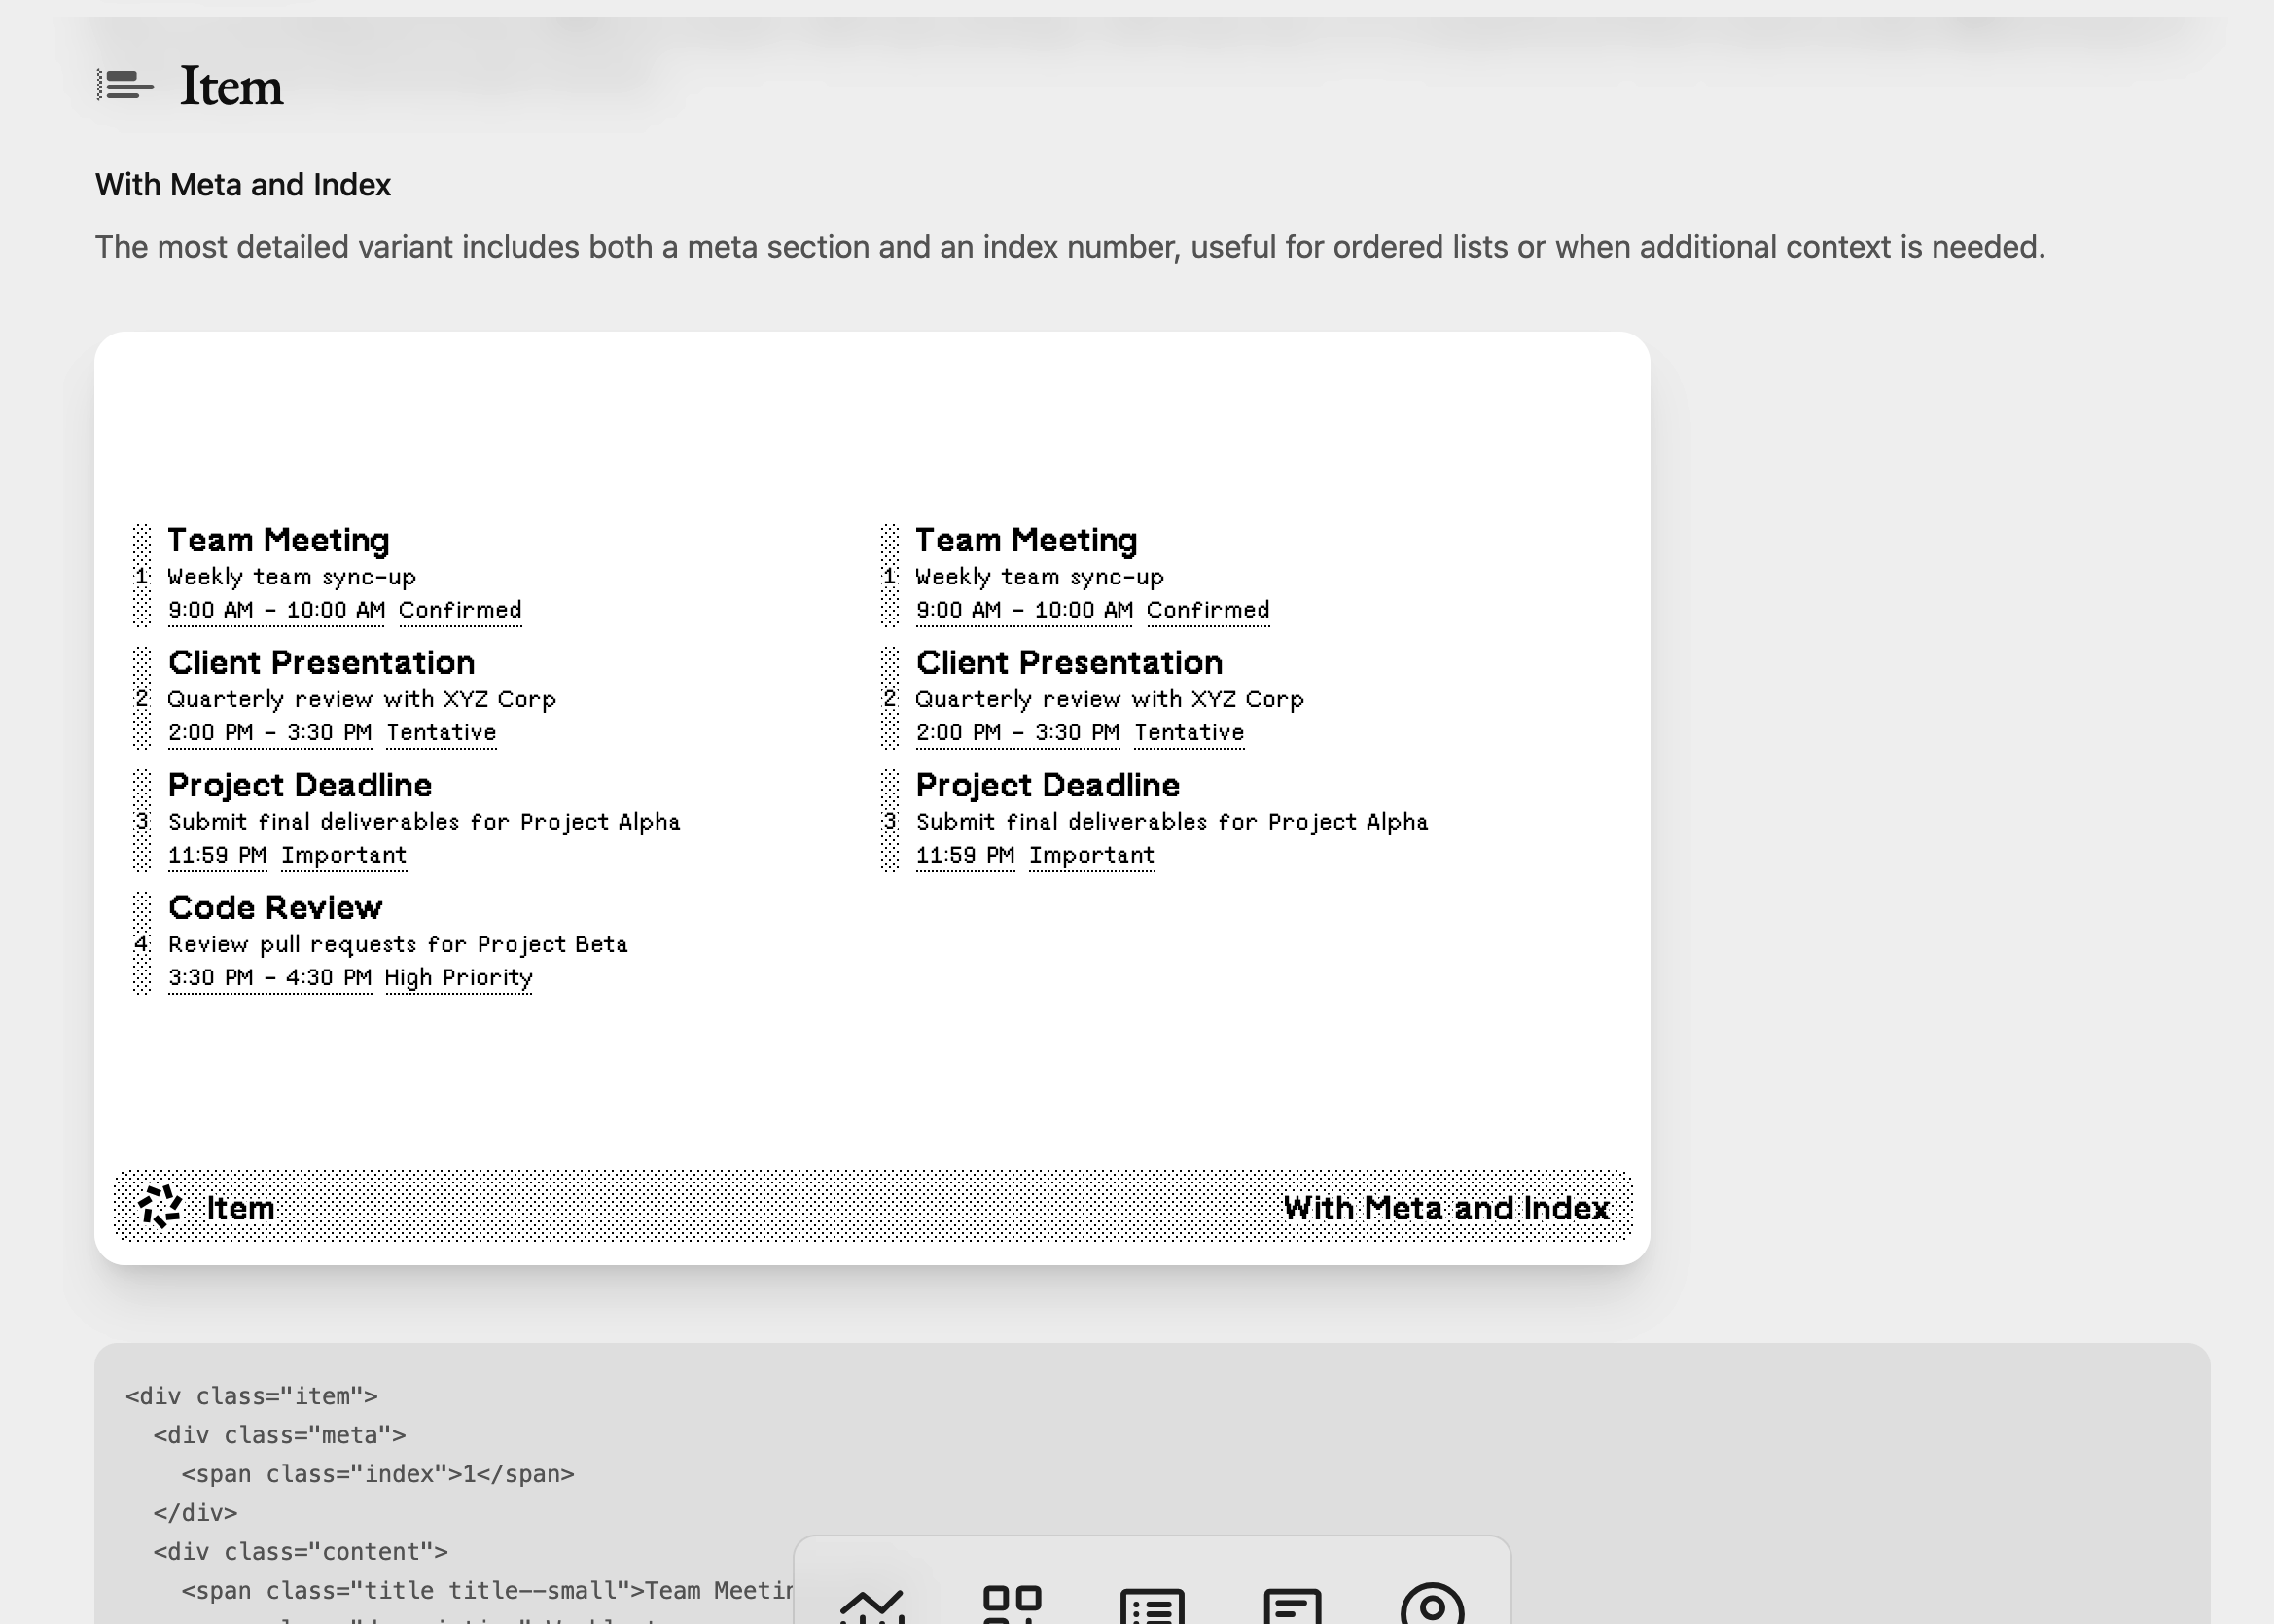 Item
With Meta and Index
The most detailed variant includes both a meta section and an index number, useful for ordered lists or when additional context is needed.
Team Meeting
1 Weekly team sync-up
9:00 AM - 10:00 AM Confirmed
Client Presentation
2 Quarterly review with XYZ Corp
2:00 PM - 3:30 PM Tentative
Project Deadline
3 Submit final deliverables for Project Alpha
11:59 PM Important
Code Review
4 Review pull requests for Project Beta
3:30 PM - 4:30 PM High Priority
Team Meeting
1 Weekly team sync-up
9:00 AM - 10:00 AM Confirmed
Client Presentation
2 Quarterly review with XYZ Corp
2:00 PM - 3:30 PM Tentative
Project Deadline
3 Submit final deliverables for Project Alpha
11:59 PM Important
Item
With Meta and Index
<div class="item">
<div class="meta">
<span class="index">1</span>
</div>
<div class="content">
<span class="title title--small">Team Meetin